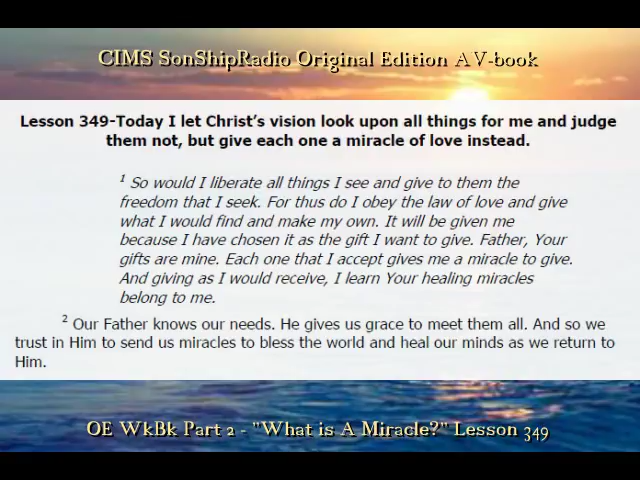 CIMS SonShipRadio Original Edition AV-book
Lesson 349-Today I let Christ’s vision look upon all things for me and judge
them not, but give each one a miracle of love instead.
1 So would I liberate all things I see and give to them the
freedom that I seek. For thus do I obey the law of love and give
what I would find and make my own. It will be given me
because I have chosen it as the gift I want to give. Father, Your
gifts are mine. Each one that I accept gives me a miracle to give.
And giving as I would receive, I learn Your healing miracles
belong to me.
2 Our Father knows our needs. He gives us grace to meet them all. And so we
trust in Him to send us miracles to bless the world and heal our minds as we return to
Him.
OE WkBk Part 2 - "What is A Miracle?" Lesson 349